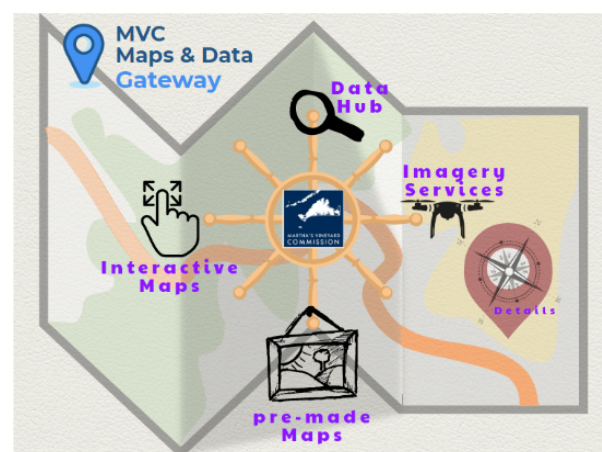 MVC
Maps & Data
Gateway
Data
Hub
Imagery
Services
MARTHA'S VINEYARD
COMMISSION
Interactive
Maps
Details
pre-made
Maps